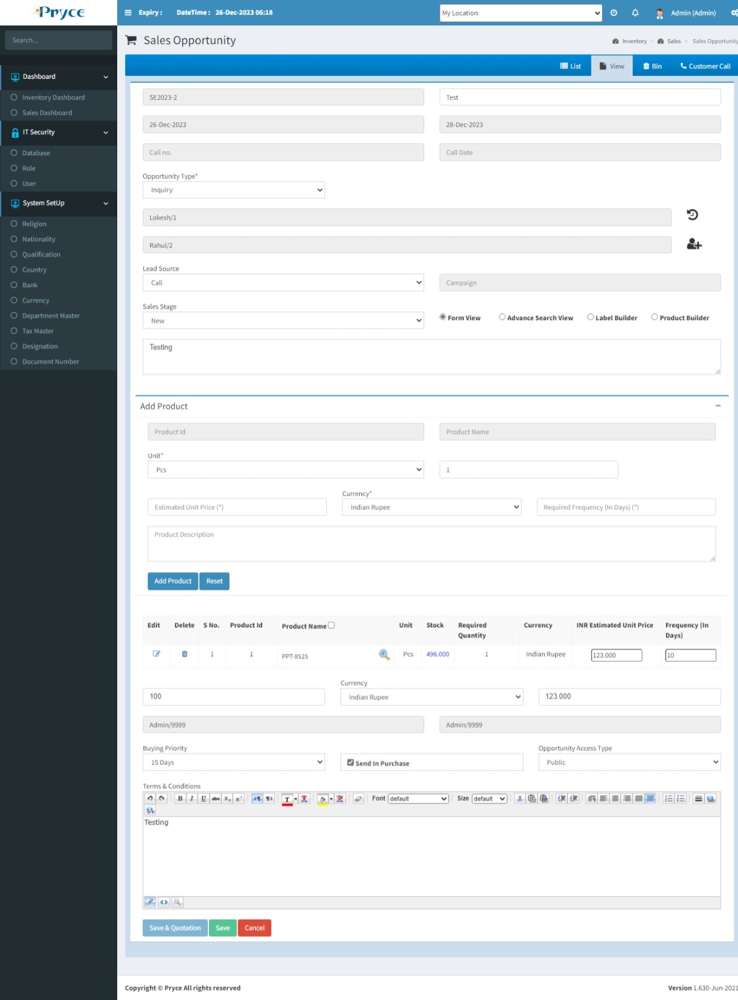 Pryce
Expiry : DateTime : 26-Dec-2023 06:18 My Location Admin (Admin)
Search...
Sales Opportunity
Inventory > Sales > Sales Opportunity
List View Bin Customer Call
Dashboard
Inventory Dashboard
Sales Dashboard
IT Security
Database
Role
User
System SetUp
Religion
Nationality
Qualification
Country
Bank
Currency
Department Master
Tax Master
Designation
Document Number
SE2023-2 Test
26-Dec-2023 28-Dec-2023
Call no. Call Date
Opportunity Type*
Inquiry
Lokesh/1
Rahul/2
Lead Source
Call Campaign
Sales Stage
New Form View Advance Search View Label Builder Product Builder
Testing
Add Product
Product Id Product Name
Unit*
Pcs 1
Currency*
Estimated Unit Price (*) Indian Rupee Required Frequency (In Days) (*)
Product Description
Add Product Reset
Edit Delete S No. Product Id Product Name Unit Stock Required Quantity Currency INR Estimated Unit Price Frequency (In Days)
1 1 PPT-8525 Pcs 496.000 1 Indian Rupee 123.000 10
Currency
100 Indian Rupee 123.000
Admin/9999 Admin/9999
Buying Priority Opportunity Access Type
15 Days Send In Purchase Public
Terms & Conditions
B I U abc X₁ X¹ T Font default Size default
Testing
Save & Quotation Save Cancel
Copyright © Pryce All rights reserved Version 1.630-Jun-2021